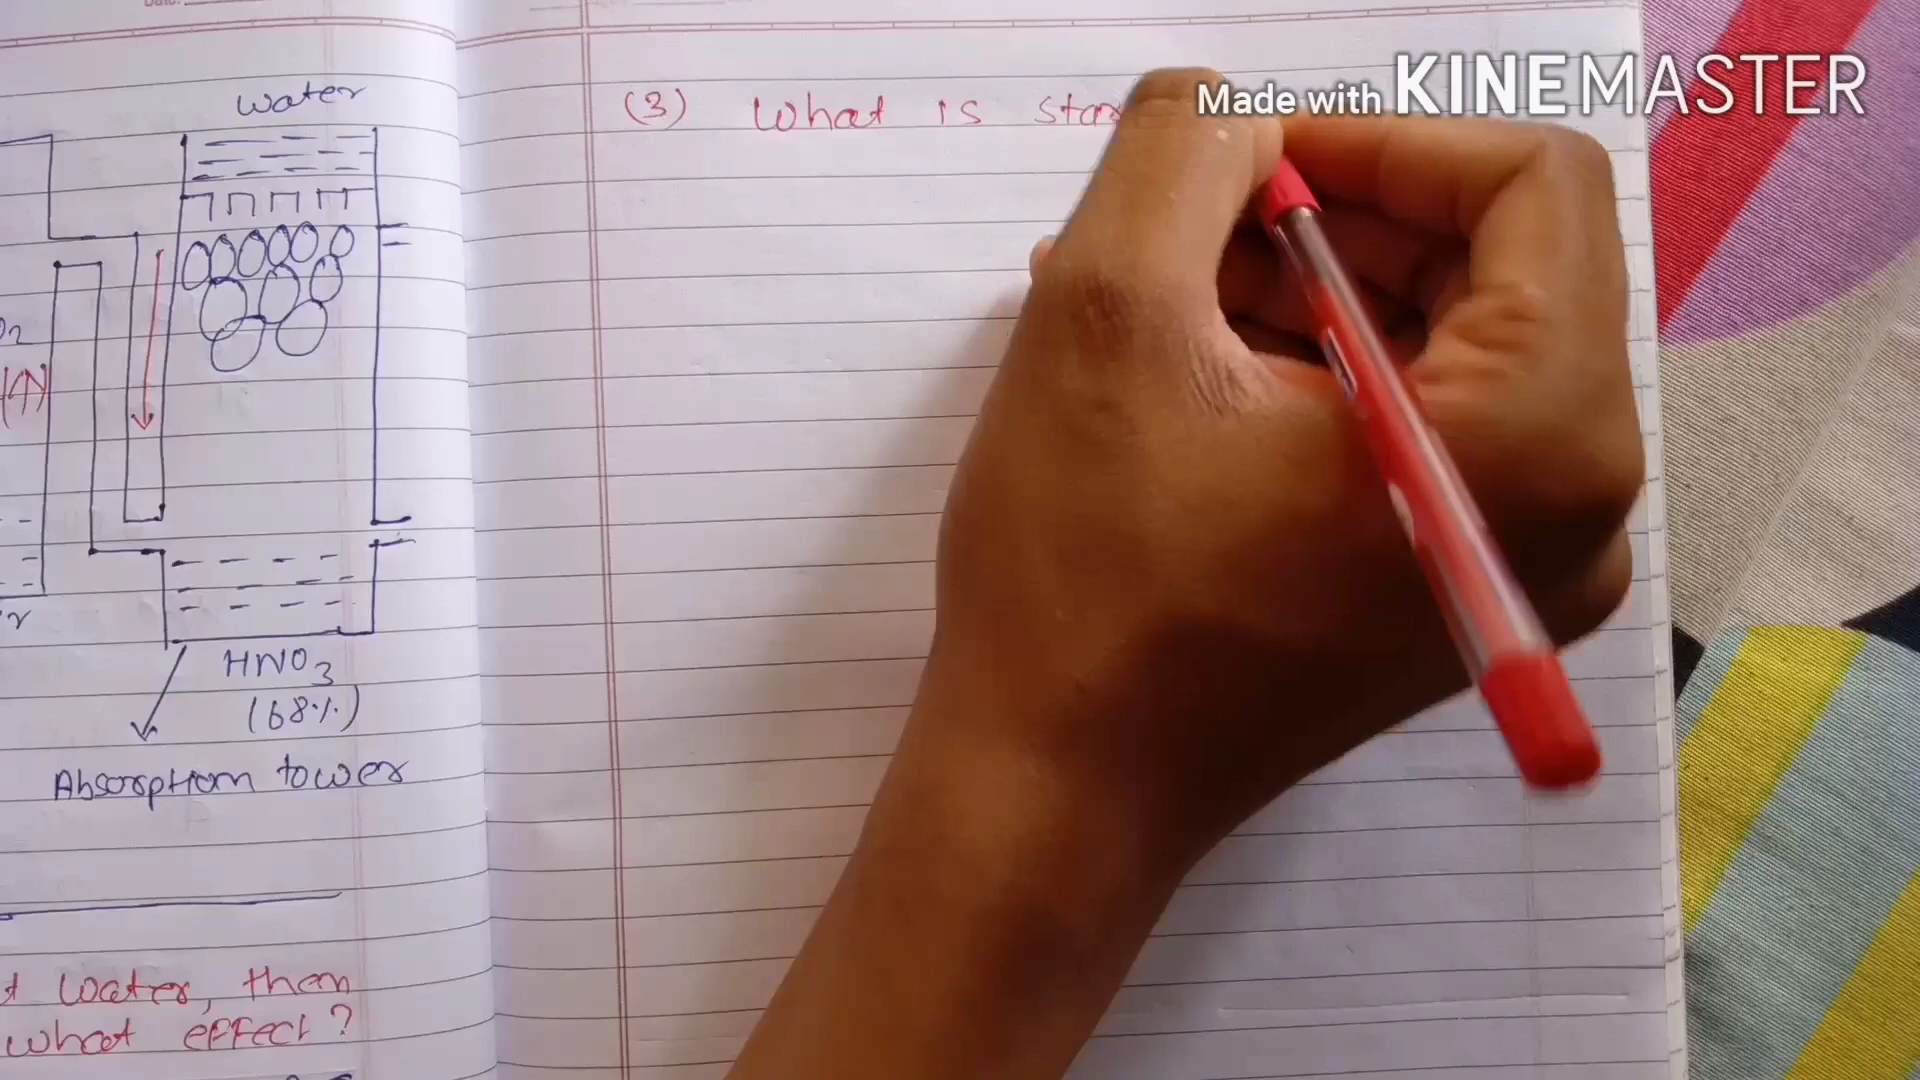 Made with KINEMASTER
water
HNO3
(68%)
Absorption tower
water, then
what effect?
(3) What is